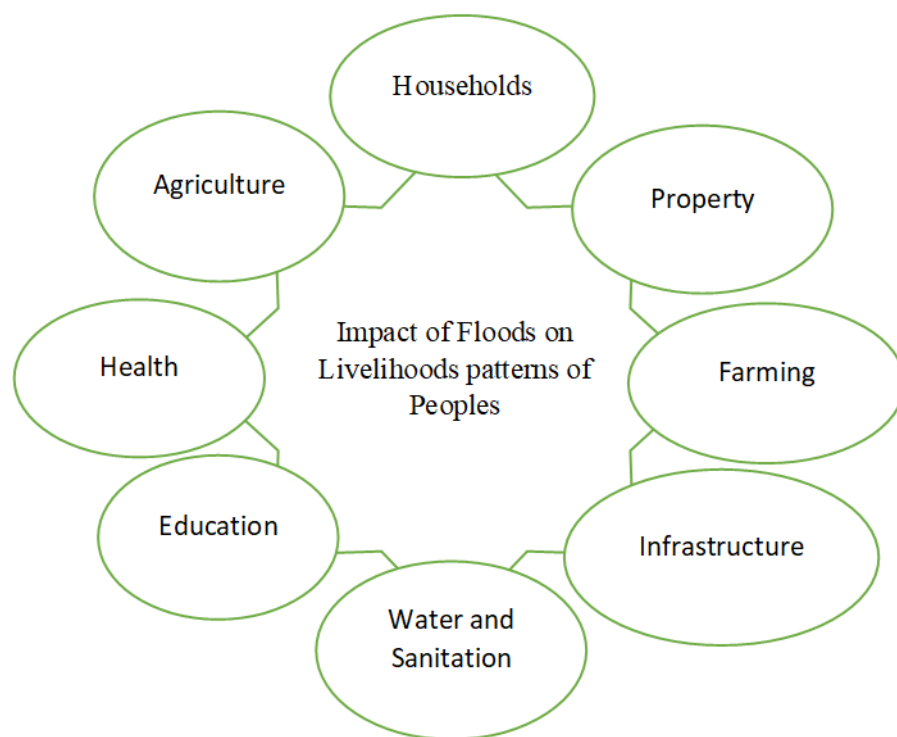 Households
Agriculture
Property
Impact of Floods on
Livelihoods patterns of
Peoples
Health
Farming
Education
Infrastructure
Water and
Sanitation